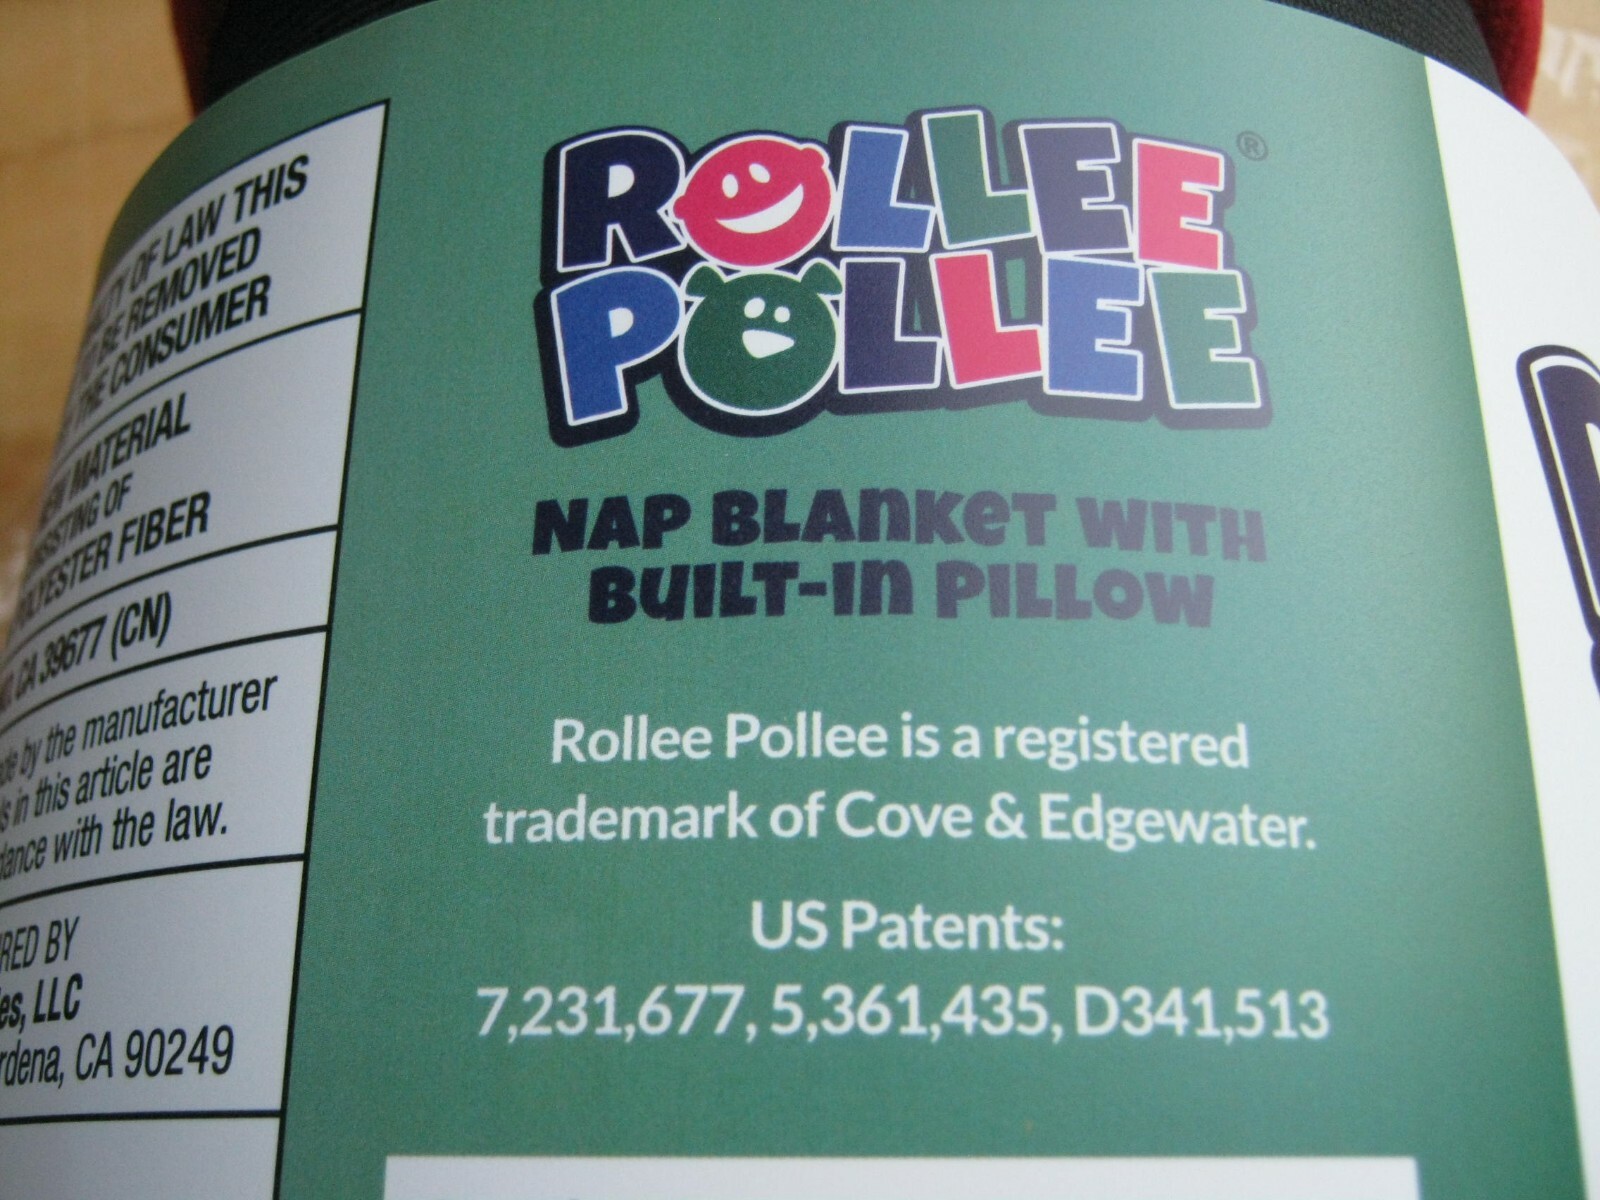 OF LAW THIS
BE REMOVED
THE CONSUMER
MATERIAL
OF
FIBER
CA 39677 (CN)
by the manufacturer
in this article are
with the law.
BY
LLC
CA 90249
ROLLEE ®
POLLEE
NAP BLANKET WITH
BUILT-IN PILLOW
Rollee Pollee is a registered
trademark of Cove & Edgewater.
US Patents:
7,231,677, 5,361,435, D341,513